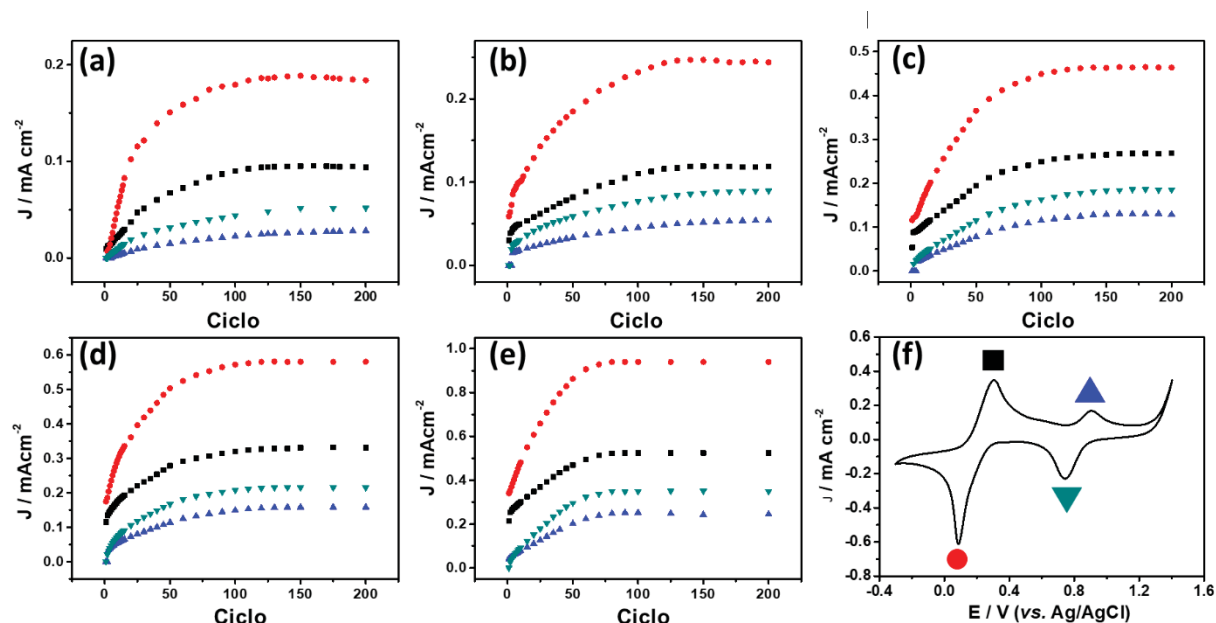 (a)
J / mA cm-2
0.2
0.1
0.0
0 50 100 150 200
Ciclo
(b)
J / mAcm-2
0.2
0.1
0.0
0 50 100 150 200
Ciclo
(c)
J / mAcm-2
0.5
0.4
0.3
0.2
0.1
0.0
0 50 100 150 200
Ciclo
(d)
J / mAcm-2
0.6
0.5
0.4
0.3
0.2
0.1
0.0
0 50 100 150 200
Ciclo
(e)
J / mAcm-2
1.0
0.8
0.6
0.4
0.2
0.0
0 50 100 150 200
Ciclo
(f)
J / mA cm-2
0.6
0.4
0.2
0.0
-0.2
-0.4
-0.6
-0.8
-0.4 0.0 0.4 0.8 1.2 1.6
E / V (vs. Ag/AgCl)